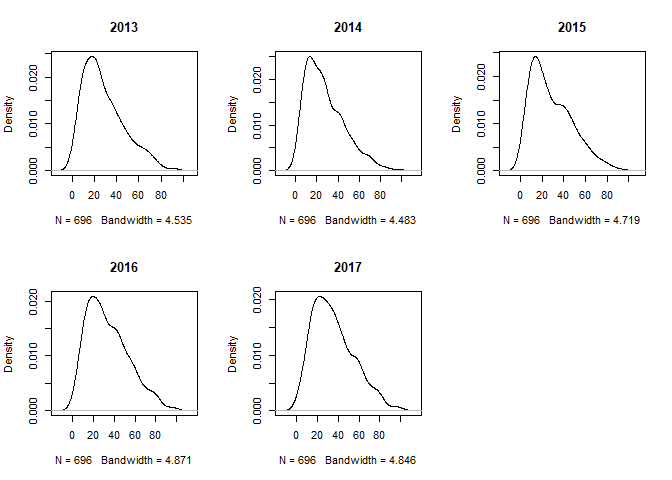 2013
2014
2015
Density
0.000 0.010 0.020
0 20 40 60 80
N = 696 Bandwidth = 4.535
Density
0.000 0.010 0.020
0 20 40 60 80
N = 696 Bandwidth = 4.483
Density
0.000 0.010 0.020
0 20 40 60 80
N = 696 Bandwidth = 4.719
2016
2017
Density
0.000 0.010 0.020
0 20 40 60 80
N = 696 Bandwidth = 4.871
Density
0.000 0.010 0.020
0 20 40 60 80
N = 696 Bandwidth = 4.846